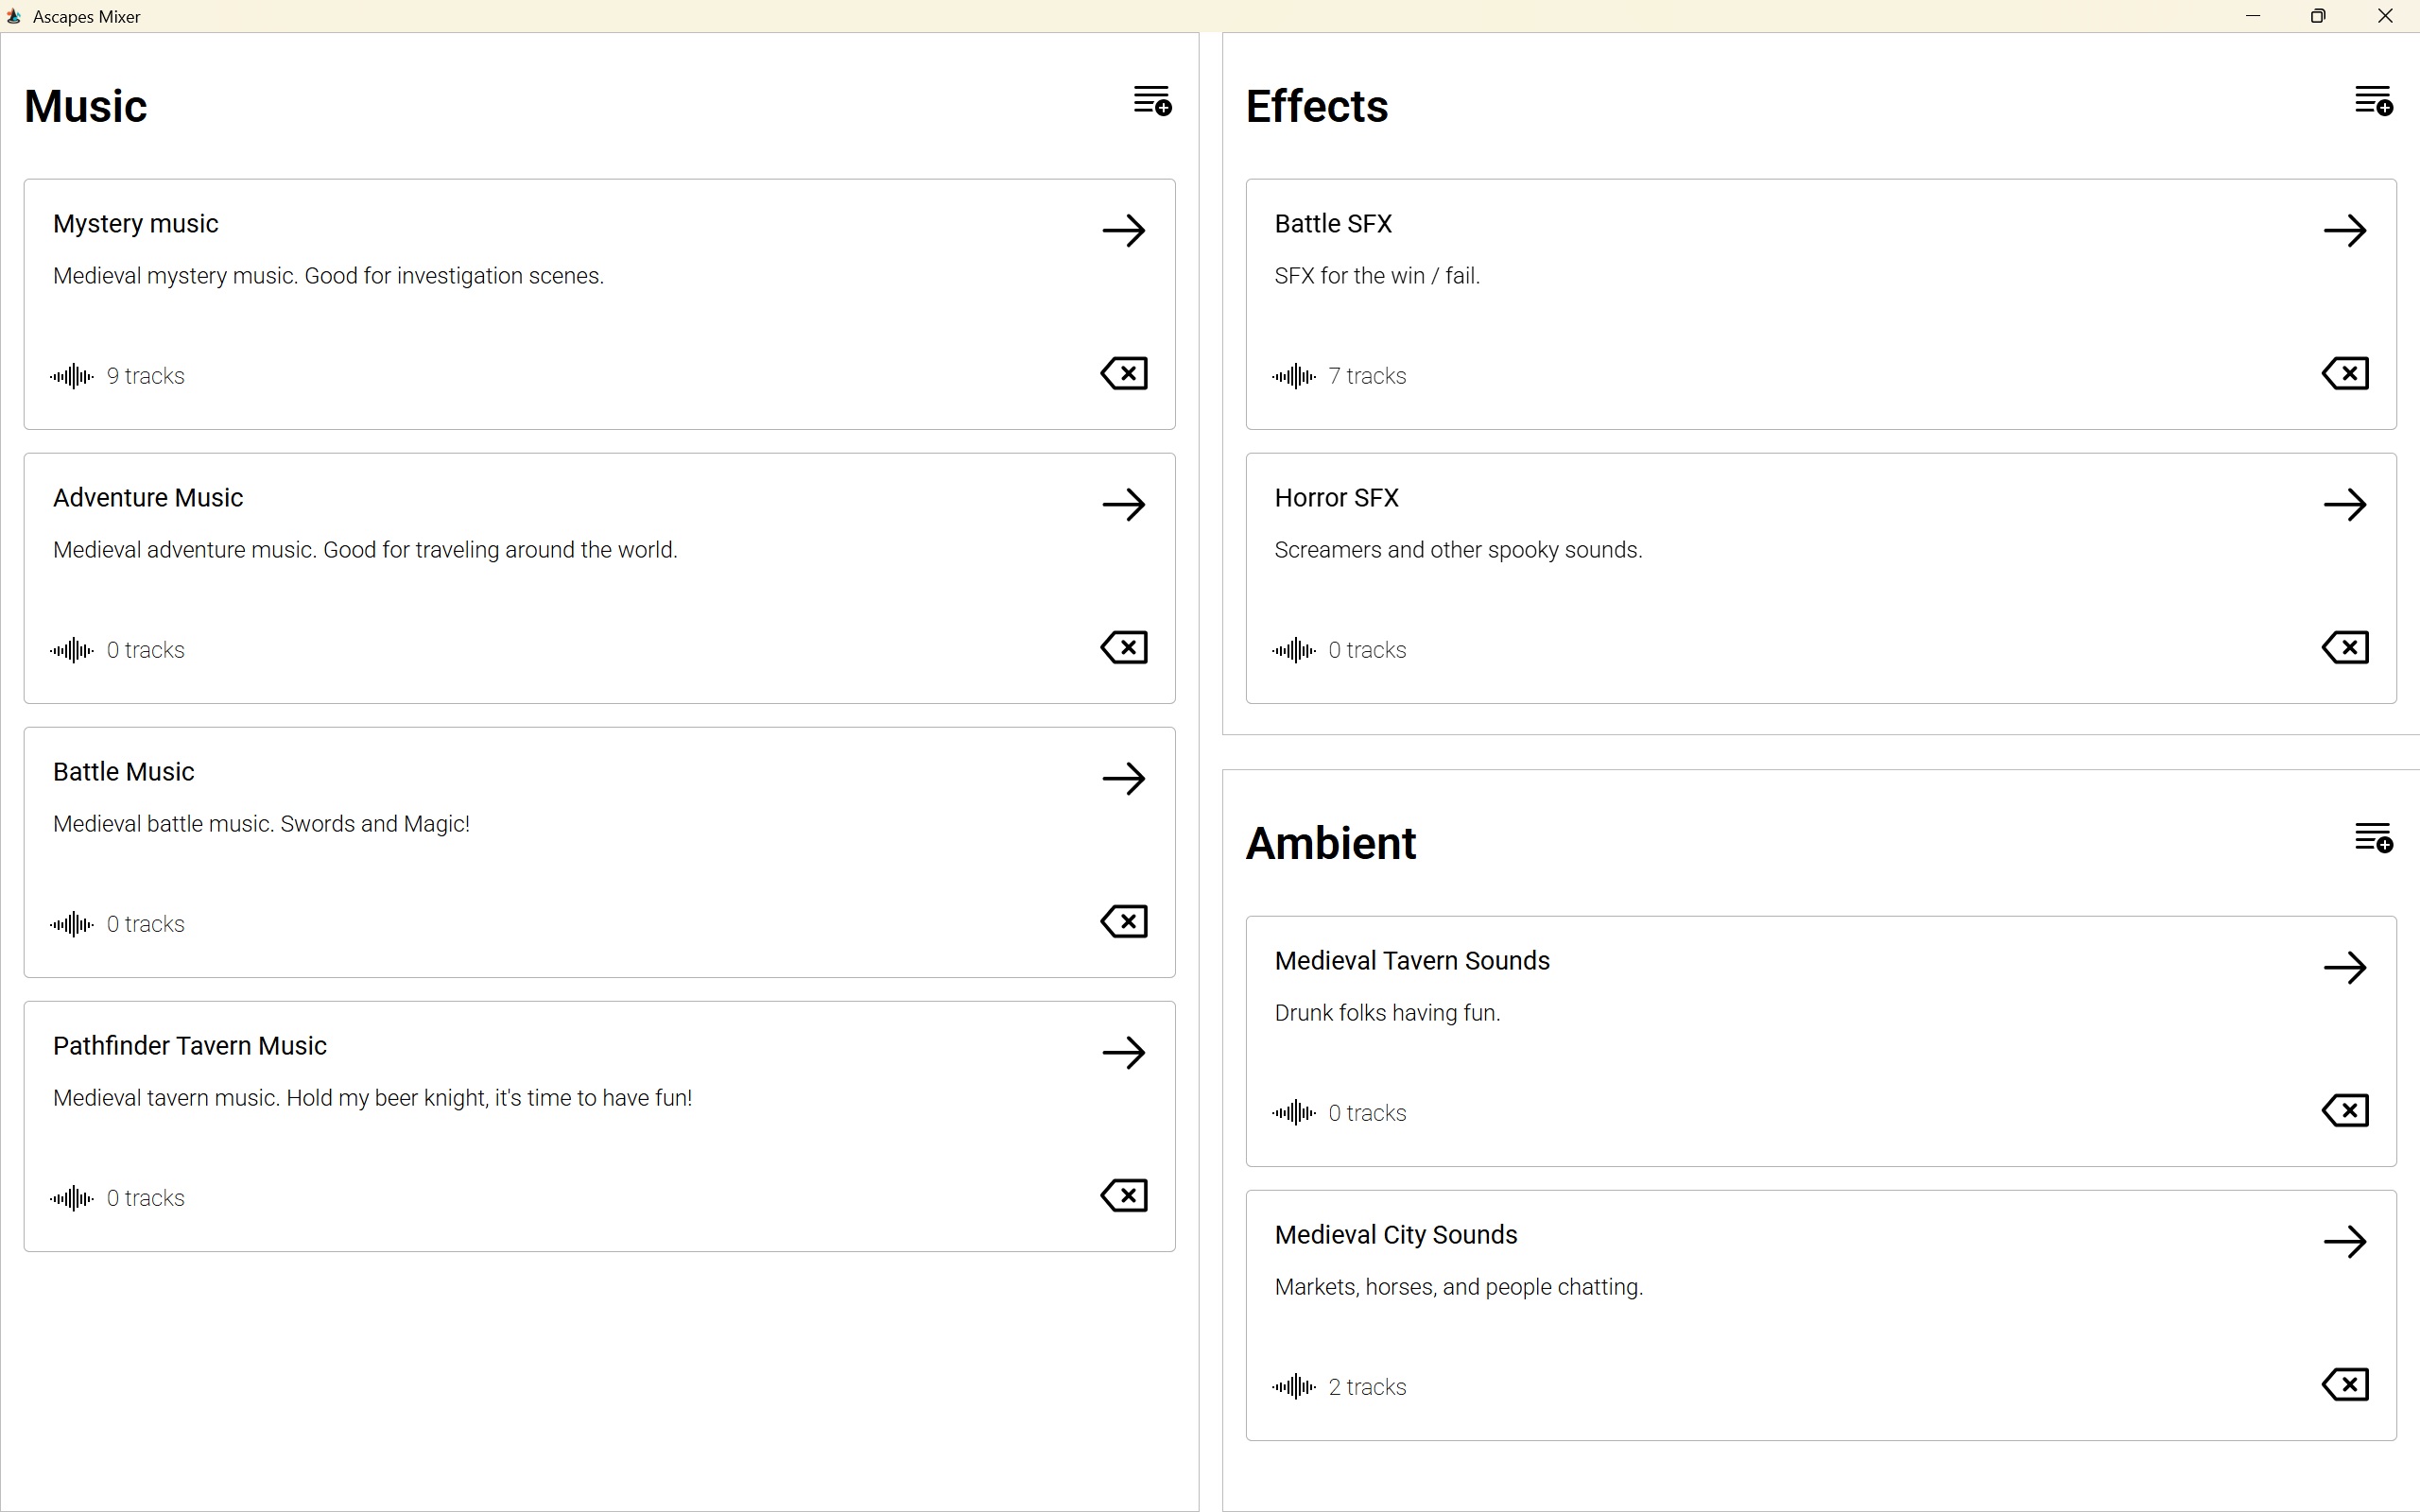 Ascapes Mixer
Music
Mystery music
Medieval mystery music. Good for investigation scenes.
9 tracks
Adventure Music
Medieval adventure music. Good for traveling around the world.
0 tracks
Battle Music
Medieval battle music. Swords and Magic!
0 tracks
Pathfinder Tavern Music
Medieval tavern music. Hold my beer knight, it's time to have fun!
0 tracks
Effects
Battle SFX
SFX for the win / fail.
7 tracks
Horror SFX
Screamers and other spooky sounds.
0 tracks
Ambient
Medieval Tavern Sounds
Drunk folks having fun.
0 tracks
Medieval City Sounds
Markets, horses, and people chatting.
2 tracks